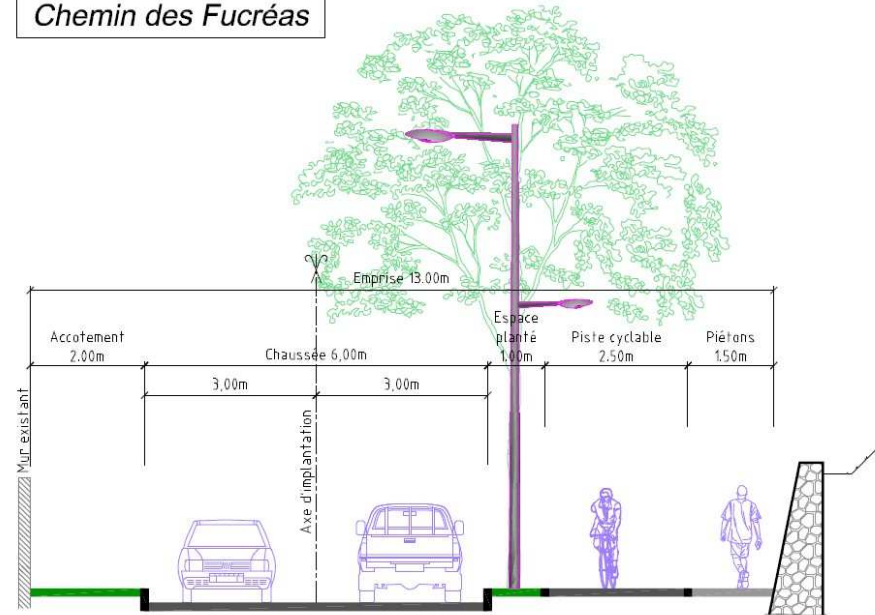 Chemin des Fucréas
Emprise 13.00m
Accotement
2.00m
Chaussée 6,00m
Espace
planté
1.00m
Piste cyclable
2.50m
Piétons
1.50m
3,00m
3,00m
Mur existant
Axe d'implantation